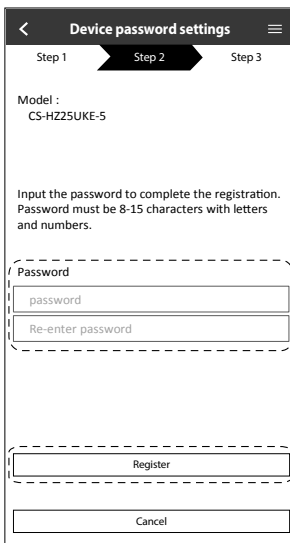 Device password settings
Step 1 Step 2 Step 3
Model :
CS-HZ25UKE-5
Input the password to complete the registration.
Password must be 8-15 characters with letters
and numbers.
Password
password
Re-enter password
Register
Cancel